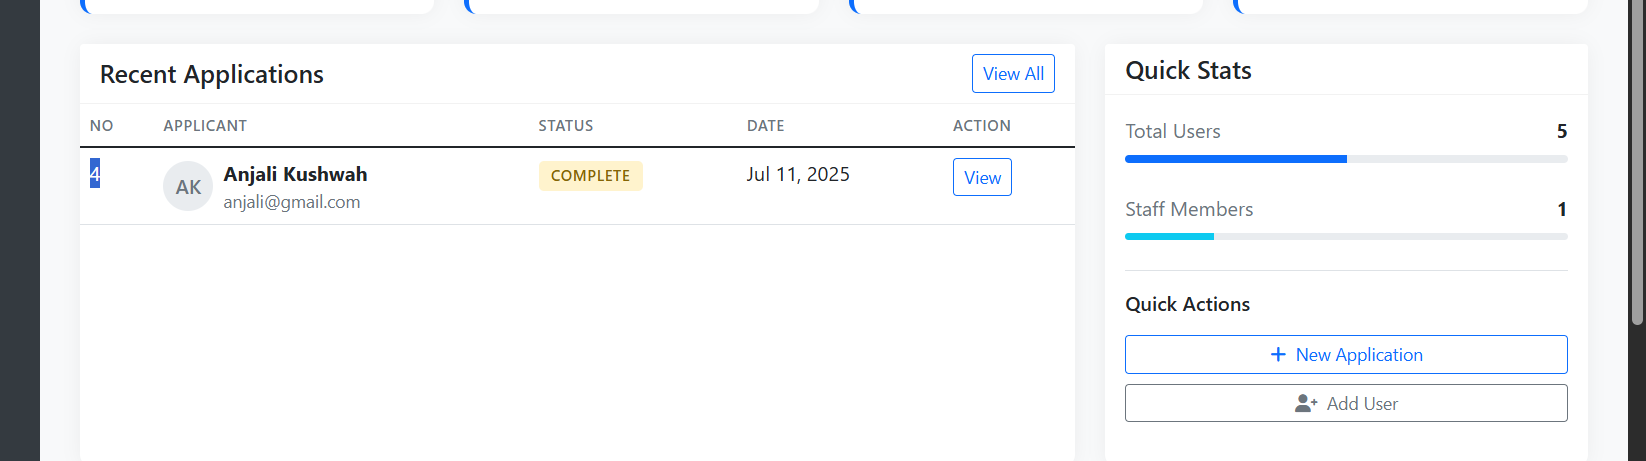 Recent Applications
View All
NO APPLICANT STATUS DATE ACTION
4 AK Anjali Kushwah COMPLETE Jul 11, 2025 View
anjali@gmail.com
Quick Stats
Total Users 5
Staff Members 1
Quick Actions
+ New Application
Add User